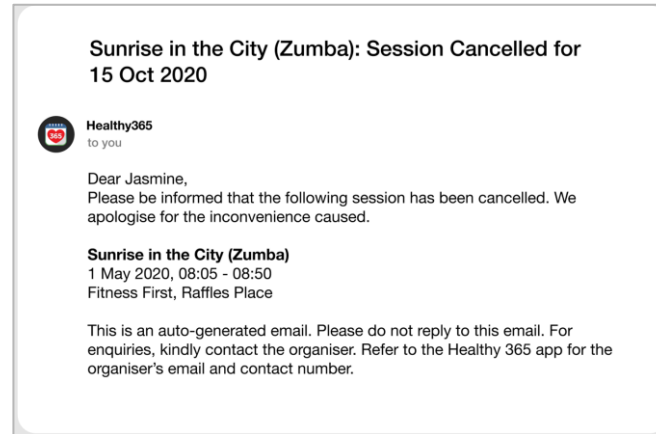 Sunrise in the City (Zumba): Session Cancelled for
15 Oct 2020
365
Healthy365
to you
Dear Jasmine,
Please be informed that the following session has been cancelled. We
apologise for the inconvenience caused.
Sunrise in the City (Zumba)
1 May 2020, 08:05 - 08:50
Fitness First, Raffles Place
This is an auto-generated email. Please do not reply to this email. For
enquiries, kindly contact the organiser. Refer to the Healthy 365 app for the
organiser's email and contact number.